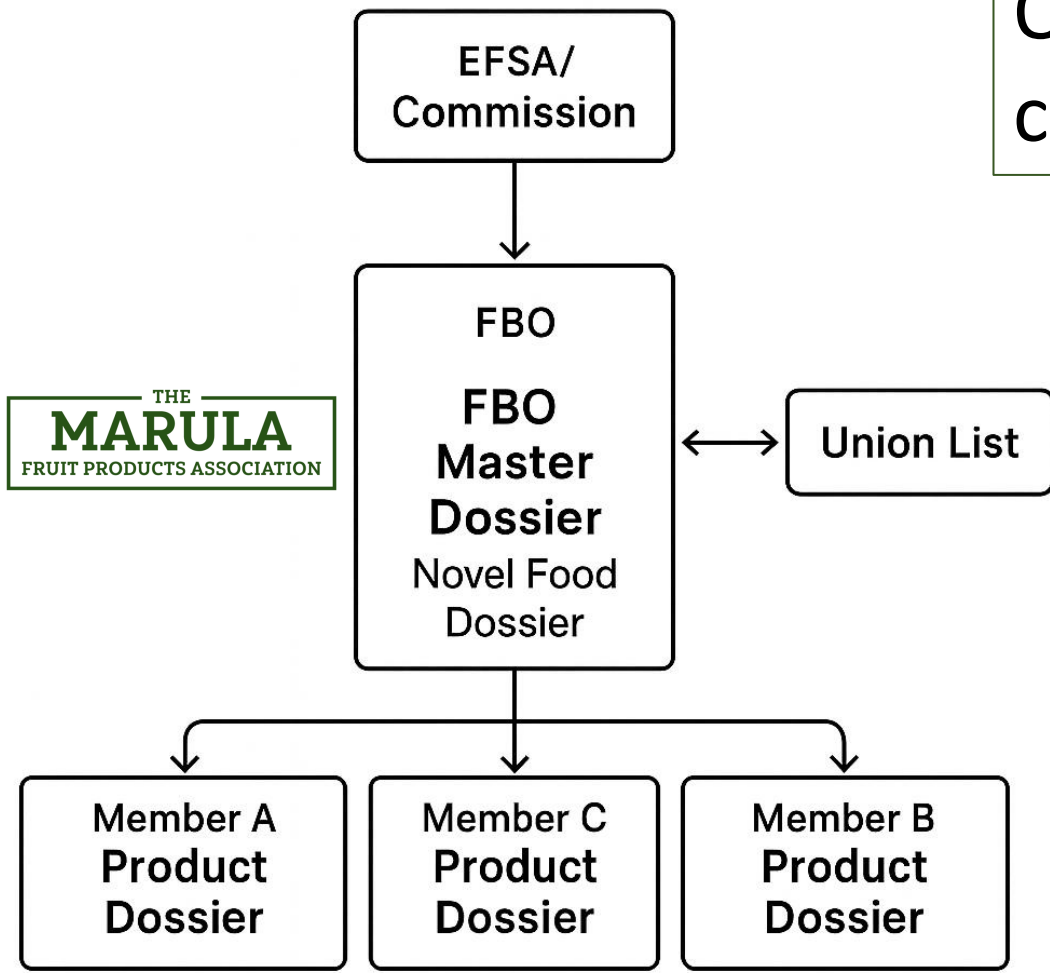 EFSA/
Commission
FBO
FBO
Master
Dossier
Novel Food
Dossier
THE
MARULA
FRUIT PRODUCTS ASSOCIATION
Union List
Member A
Product
Dossier
Member C
Product
Dossier
Member B
Product
Dossier